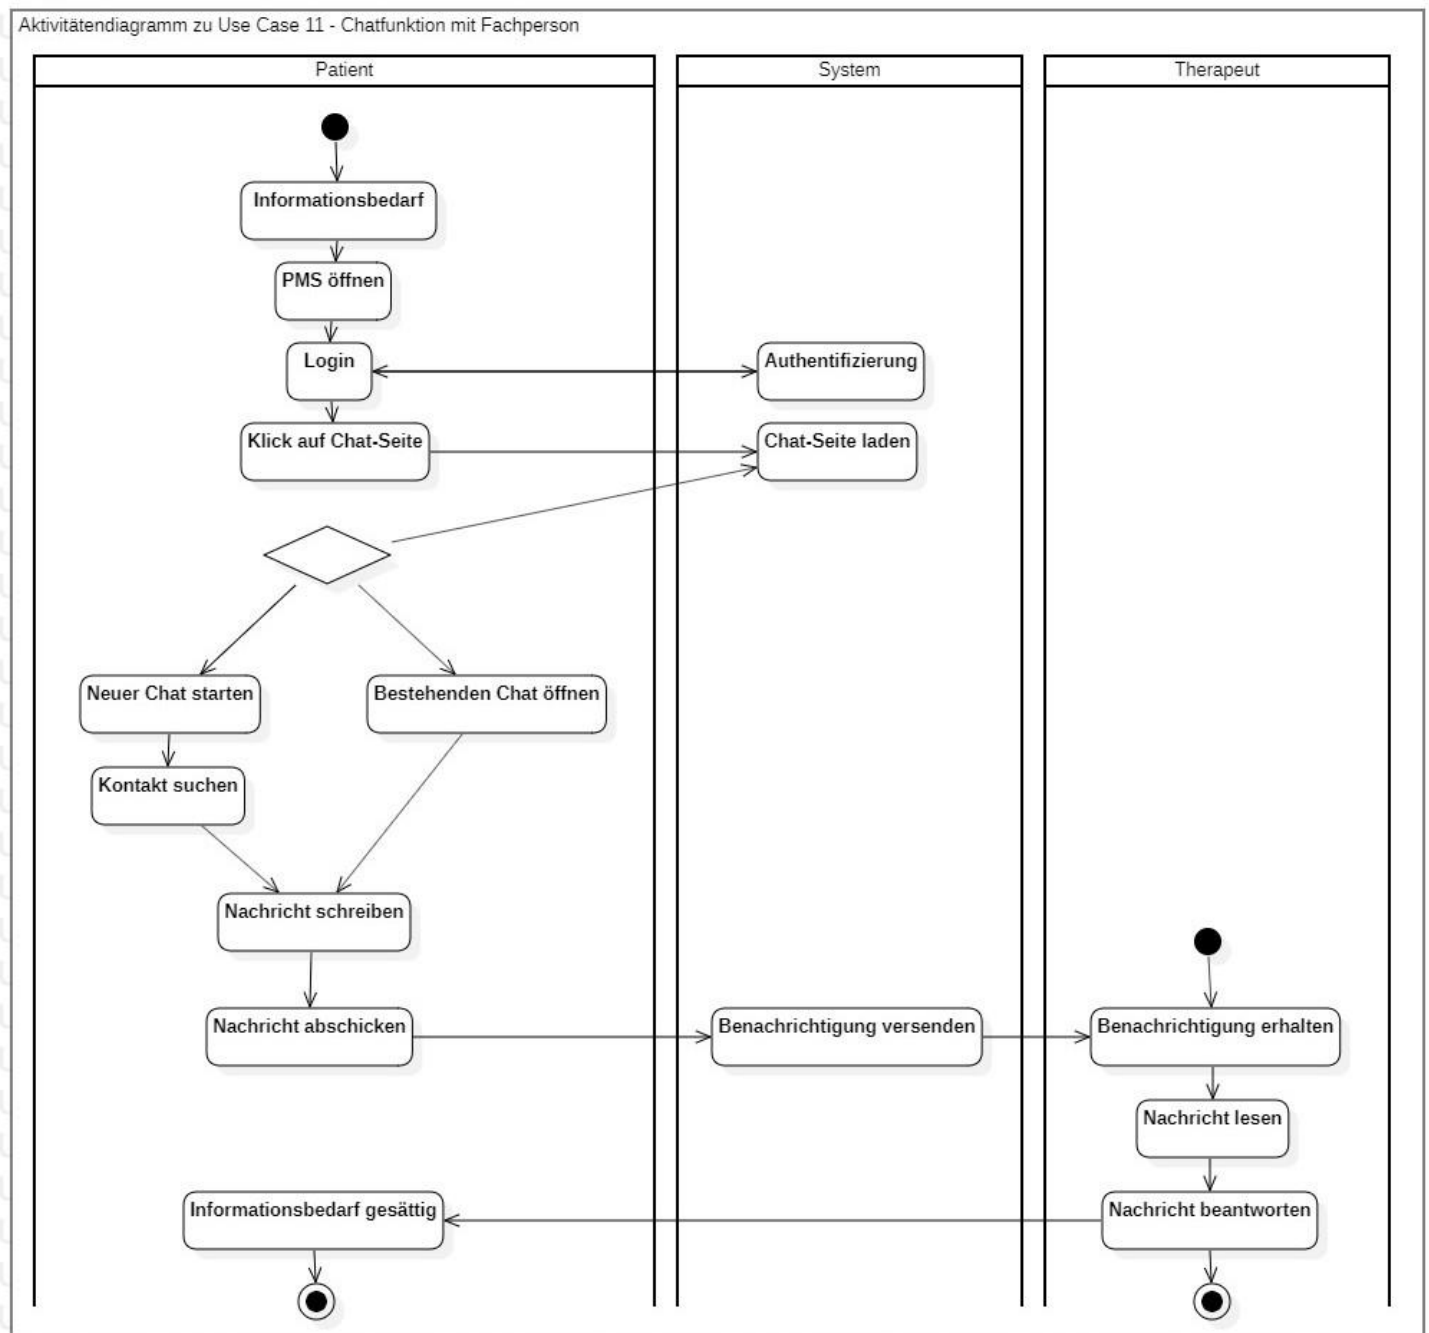 Aktivitätendiagramm zu Use Case 11 - Chatfunktion mit Fachperson
Patient
System
Therapeut
Informationsbedarf
PMS öffnen
Login
Authentifizierung
Klick auf Chat-Seite
Chat-Seite laden
Neuer Chat starten
Bestehenden Chat öffnen
Kontakt suchen
Nachricht schreiben
Nachricht abschicken
Benachrichtigung versenden
Benachrichtigung erhalten
Nachricht lesen
Informationsbedarf gesättig
Nachricht beantworten